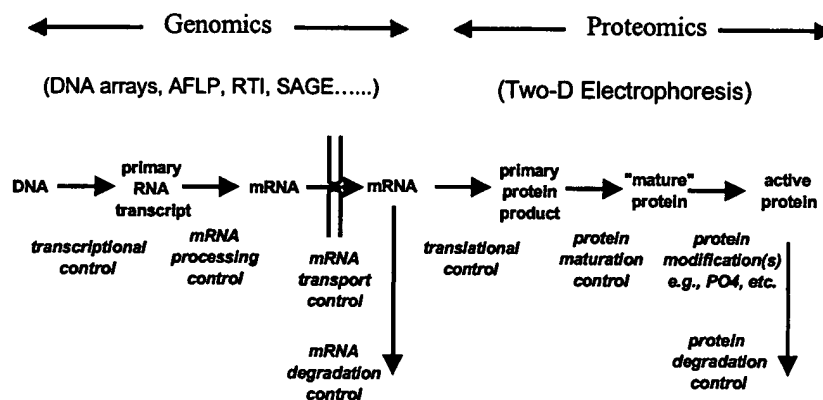 Genomics
Proteomics
(DNA arrays, AFLP, RTI, SAGE......)
(Two-D Electrophoresis)
DNA
primary
RNA
transcript
mRNA
mRNA
primary
protein
product
"mature"
protein
active
protein
transcriptional
control
mRNA
processing
control
mRNA
transport
control
translational
control
protein
maturation
control
protein
modification(s)
e.g., PO4, etc.
mRNA
degradation
control
protein
degradation
control